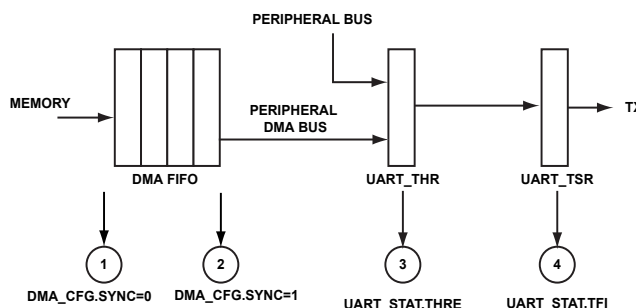 PERIPHERAL BUS
MEMORY
PERIPHERAL
DMA BUS
DMA FIFO
UART_THR
UART_TSR
1
2
3
4
DMA_CFG.SYNC=0
DMA_CFG.SYNC=1
UART_STAT.THRE
UART_STAT.TFI